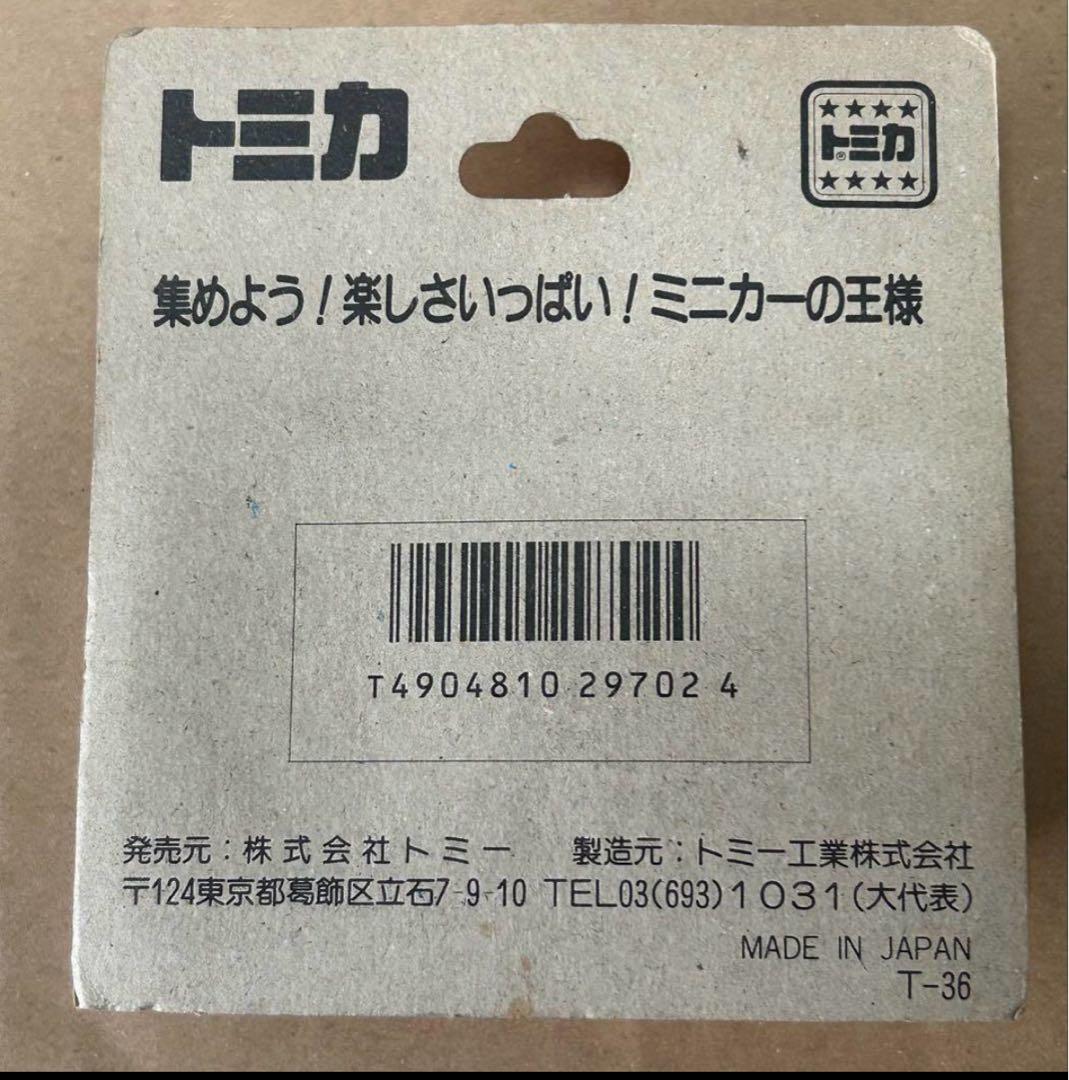 トミカ
★★★★
トミカ®
★★★★
集めよう！楽しさいっぱい！ミニカーの王様
T4904810 29702 4
発売元：株式会社トミー 製造元：トミー工業株式会社
〒124東京都葛飾区立石7-9-10 TEL03(693)1031(大代表)
MADE IN JAPAN
T-36